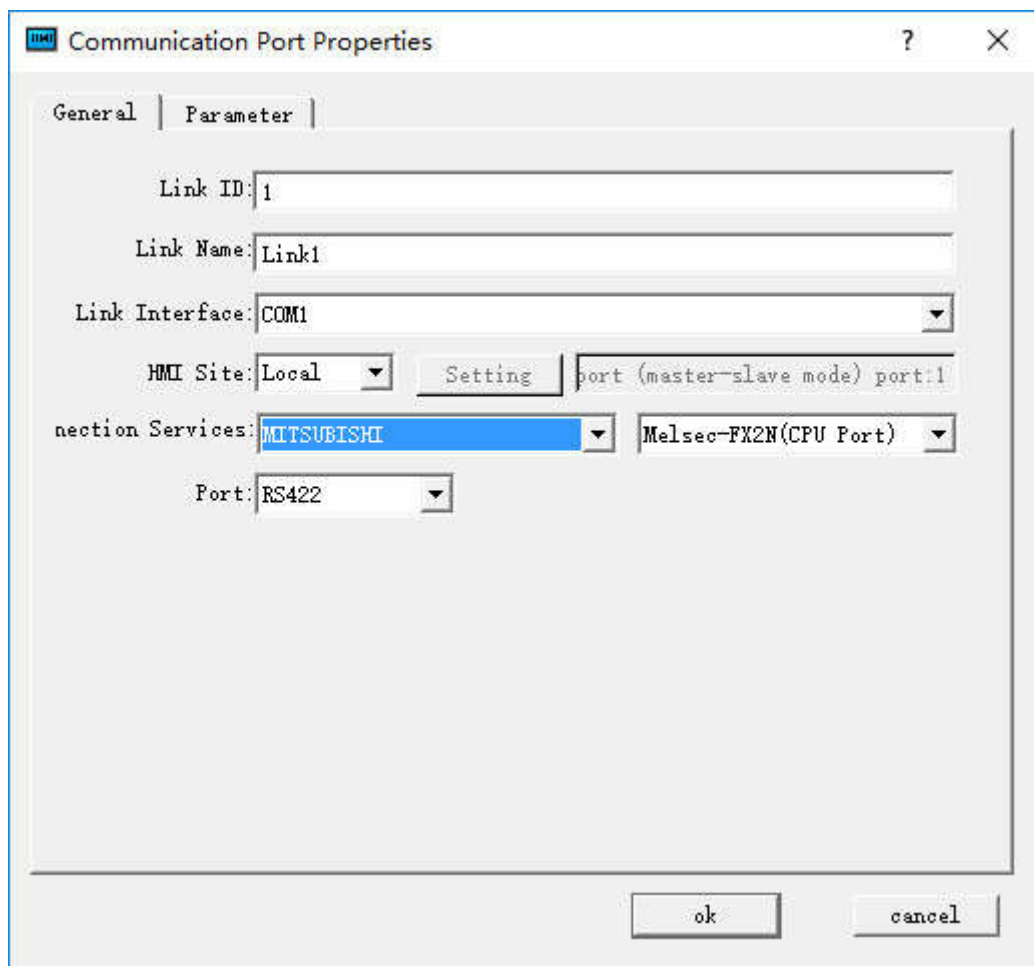 HMI Communication Port Properties ? ×
General Parameter
Link ID: 1
Link Name: Link1
Link Interface: COM1
HMI Site: Local Setting port (master-slave mode) port:1
nection Services: MITSUBISHI Melsec-FX2N(CPU Port)
Port: RS422
ok cancel